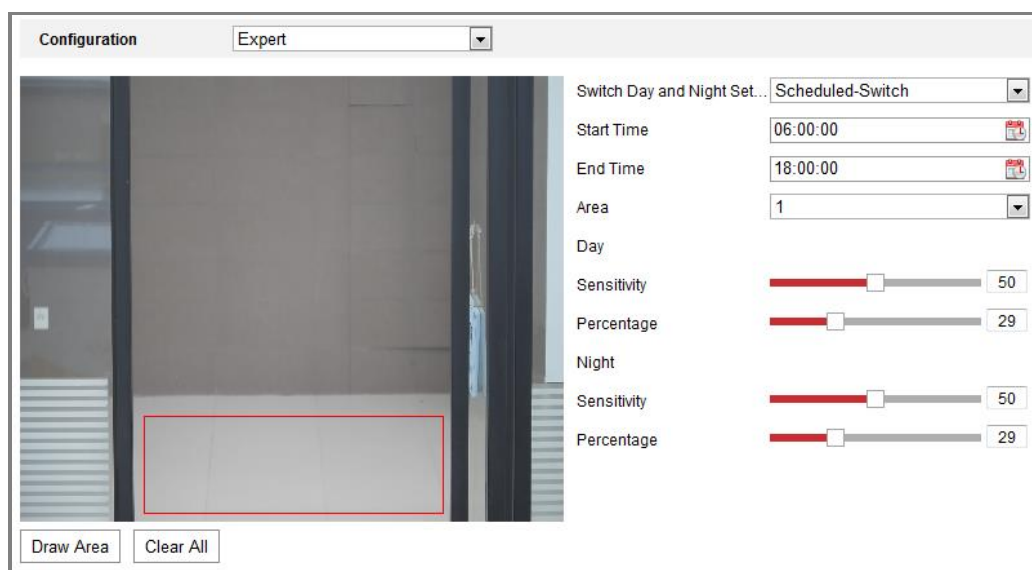 Configuration Expert
Switch Day and Night Set... Scheduled-Switch
Start Time 06:00:00
End Time 18:00:00
Area 1
Day
Sensitivity 50
Percentage 29
Night
Sensitivity 50
Percentage 29
Draw Area Clear All